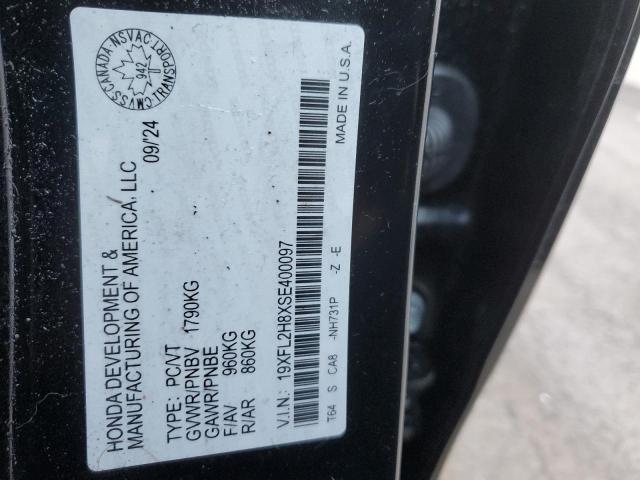 HONDA DEVELOPMENT &
MANUFACTURING OF AMERICA, LLC
09/'24
CANADA-NSVAC
942
CMVSS TRANSPORT
TYPE: PC/VT
GVWR/PNBV 1790KG
GAWR/PNBE
F/AV 960KG
R/AR 860KG
V.I.N.: 19XFL2H8XSE400097
T64 S CA8 -NH731P -Z -E
MADE IN U.S.A.